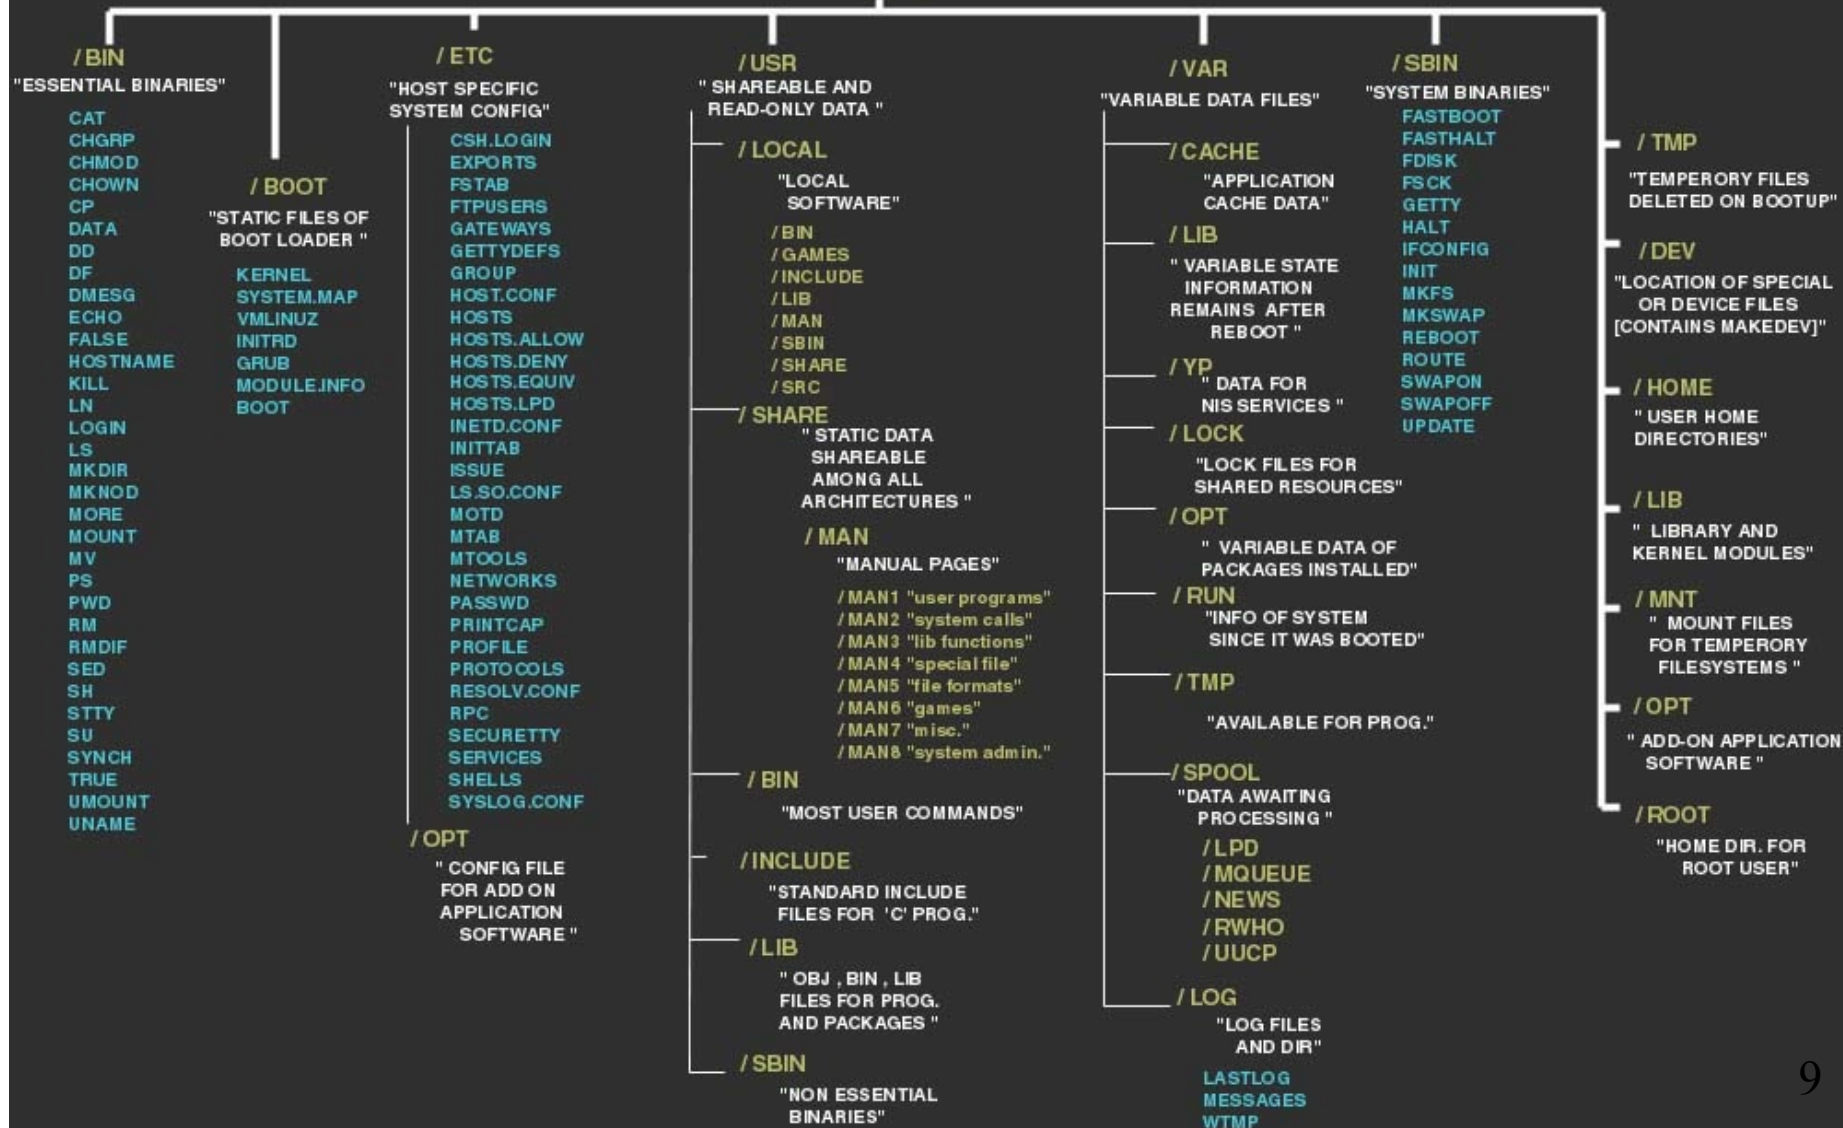 / BIN
"ESSENTIAL BINARIES"
CAT
CHGRP
CHMOD
CHOWN
CP
DATA
DD
DF
DMESG
ECHO
FALSE
HOSTNAME
KILL
LN
LOGIN
LS
MKDIR
MKNOD
MORE
MOUNT
MV
PS
PWD
RM
RMDIF
SED
SH
STTY
SU
SYNCH
TRUE
UMOUNT
UNAME
/ BOOT
"STATIC FILES OF
BOOT LOADER "
KERNEL
SYSTEM.MAP
VMLINUZ
INITRD
GRUB
MODULE.INFO
BOOT
/ ETC
"HOST SPECIFIC
SYSTEM CONFIG"
CSH.LOGIN
EXPORTS
FSTAB
FTPUSERS
GATEWAYS
GETTYDEFS
GROUP
HOST.CONF
HOSTS
HOSTS.ALLOW
HOSTS.DENY
HOSTS.EQUIV
HOSTS.LPD
INETD.CONF
INITTAB
ISSUE
LS.SO.CONF
MOTD
MTAB
MTOOLS
NETWORKS
PASSWD
PRINTCAP
PROFILE
PROTOCOLS
RESOLV.CONF
RPC
SECURETTY
SERVICES
SHELLS
SYSLOG.CONF
/ OPT
" CONFIG FILE
FOR ADD ON
APPLICATION
SOFTWARE "
/ USR
" SHAREABLE AND
READ-ONLY DATA "
/ LOCAL
"LOCAL
SOFTWARE"
/ BIN
/ GAMES
/ INCLUDE
/ LIB
/ MAN
/ SBIN
/ SHARE
/ SRC
/ SHARE
" STATIC DATA
SHAREABLE
AMONG ALL
ARCHITECTURES "
/ MAN
"MANUAL PAGES"
/ MAN1 "user programs"
/ MAN2 "system calls"
/ MAN3 "lib functions"
/ MAN4 "special file"
/ MAN5 "file formats"
/ MAN6 "games"
/ MAN7 "misc."
/ MAN8 "system admin."
/ BIN
"MOST USER COMMANDS"
/ INCLUDE
"STANDARD INCLUDE
FILES FOR 'C' PROG."
/ LIB
" OBJ , BIN , LIB
FILES FOR PROG.
AND PACKAGES "
/ SBIN
"NON ESSENTIAL
BINARIES"
/ VAR
"VARIABLE DATA FILES"
/ CACHE
"APPLICATION
CACHE DATA"
/ LIB
" VARIABLE STATE
INFORMATION
REMAINS AFTER
REBOOT "
/ YP
" DATA FOR
NIS SERVICES "
/ LOCK
"LOCK FILES FOR
SHARED RESOURCES"
/ OPT
" VARIABLE DATA OF
PACKAGES INSTALLED"
/ RUN
"INFO OF SYSTEM
SINCE IT WAS BOOTED"
/ TMP
"AVAILABLE FOR PROG."
/ SPOOL
"DATA AWAITING
PROCESSING "
/ LPD
/ MQUEUE
/ NEWS
/ RWHO
/ UUCP
/ LOG
"LOG FILES
AND DIR"
LASTLOG
MESSAGES
WTMP
/ SBIN
"SYSTEM BINARIES"
FASTBOOT
FASTHALT
FDISK
FSCK
GETTY
HALT
IFCONFIG
INIT
MKFS
MKSWAP
REBOOT
ROUTE
SWAPON
SWAPOFF
UPDATE
/ TMP
"TEMPERORY FILES
DELETED ON BOOTUP"
/ DEV
"LOCATION OF SPECIAL
OR DEVICE FILES
[CONTAINS MAKEDEV]"
/ HOME
" USER HOME
DIRECTORIES"
/ LIB
" LIBRARY AND
KERNEL MODULES"
/ MNT
" MOUNT FILES
FOR TEMPERORY
FILESYSTEMS "
/ OPT
" ADD-ON APPLICATION
SOFTWARE "
/ ROOT
"HOME DIR. FOR
ROOT USER"
9